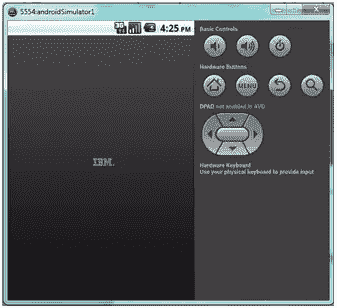 5554:androidSimulator1
3G
4:25 PM
Basic Controls
Hardware Buttons
MENU
DPAD not enabled in AVD
Hardware Keyboard
Use your physical keyboard to provide input
IBM.